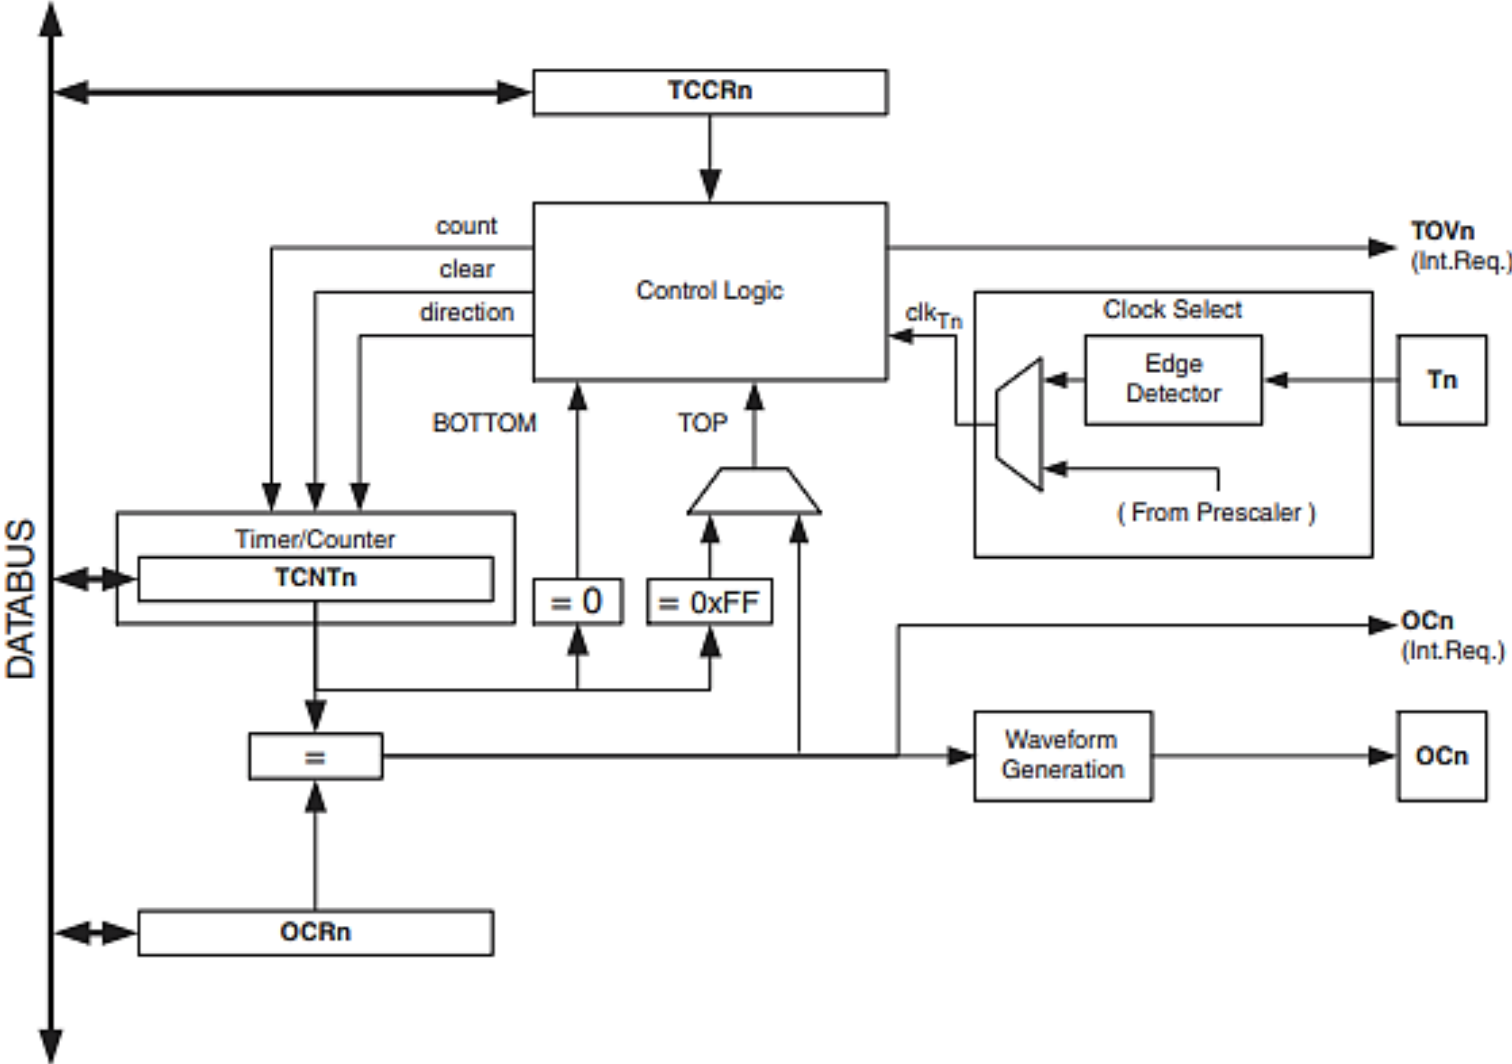 TCCRn
count
clear
direction
Control Logic
TOVn
(Int.Req.)
clkTn
Clock Select
Edge
Detector
Tn
BOTTOM
TOP
( From Prescaler )
DATABUS
Timer/Counter
TCNTn
= 0
= 0xFF
OCn
(Int.Req.)
=
Waveform
Generation
OCn
OCRn